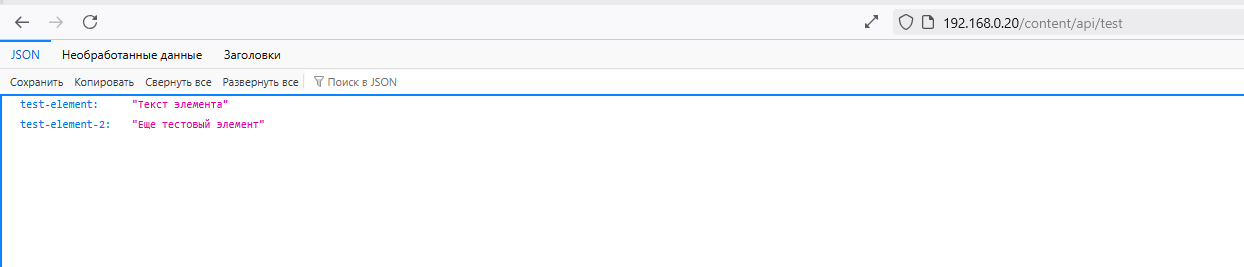 192.168.0.20/content/api/test
JSON Необработанные данные Заголовки
Сохранить Копировать Свернуть все Развернуть все Поиск в JSON
test-element: "Текст элемента"
test-element-2: "Еще тестовый элемент"